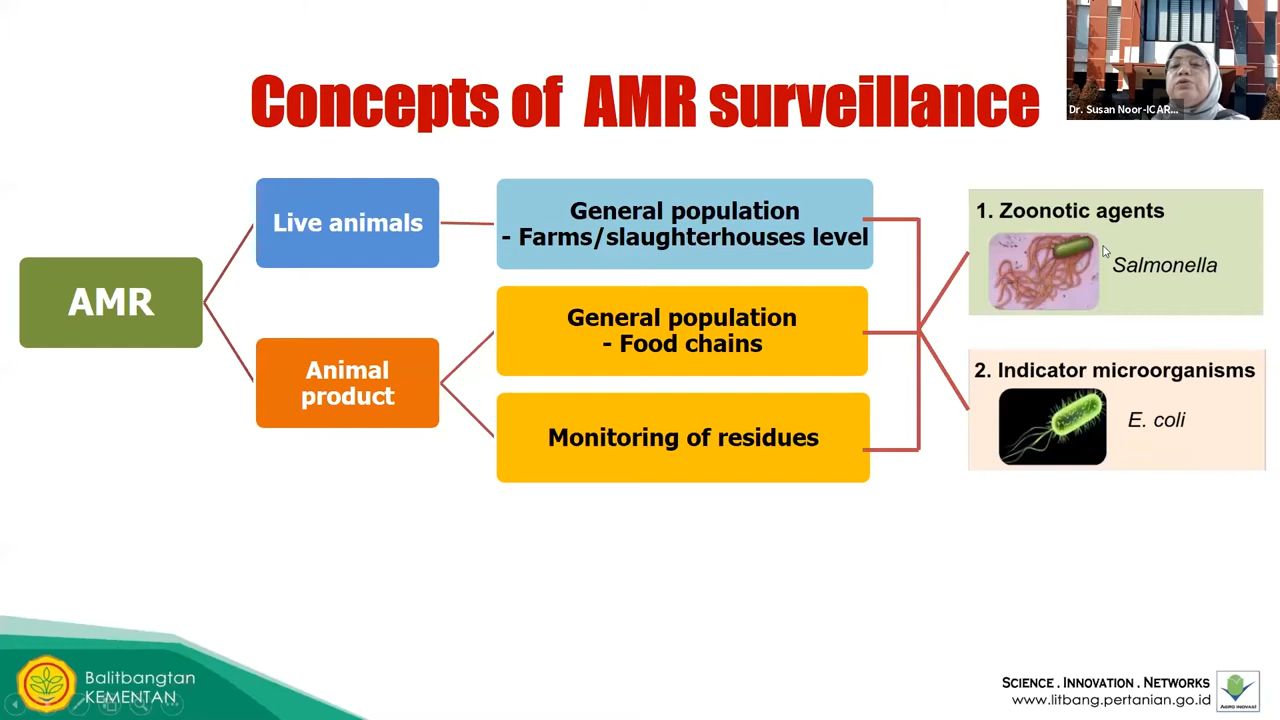 Concepts of AMR surveillance
Dr. Susan Noor-ICAR...
AMR
Live animals
Animal
product
General population
- Farms/slaughterhouses level
General population
- Food chains
Monitoring of residues
1. Zoonotic agents
Salmonella
2. Indicator microorganisms
E. coli
Balitbangtan
KEMENTAN
SCIENCE . INNOVATION . NETWORKS
www.litbang.pertanian.go.id
AGRO INOVASI